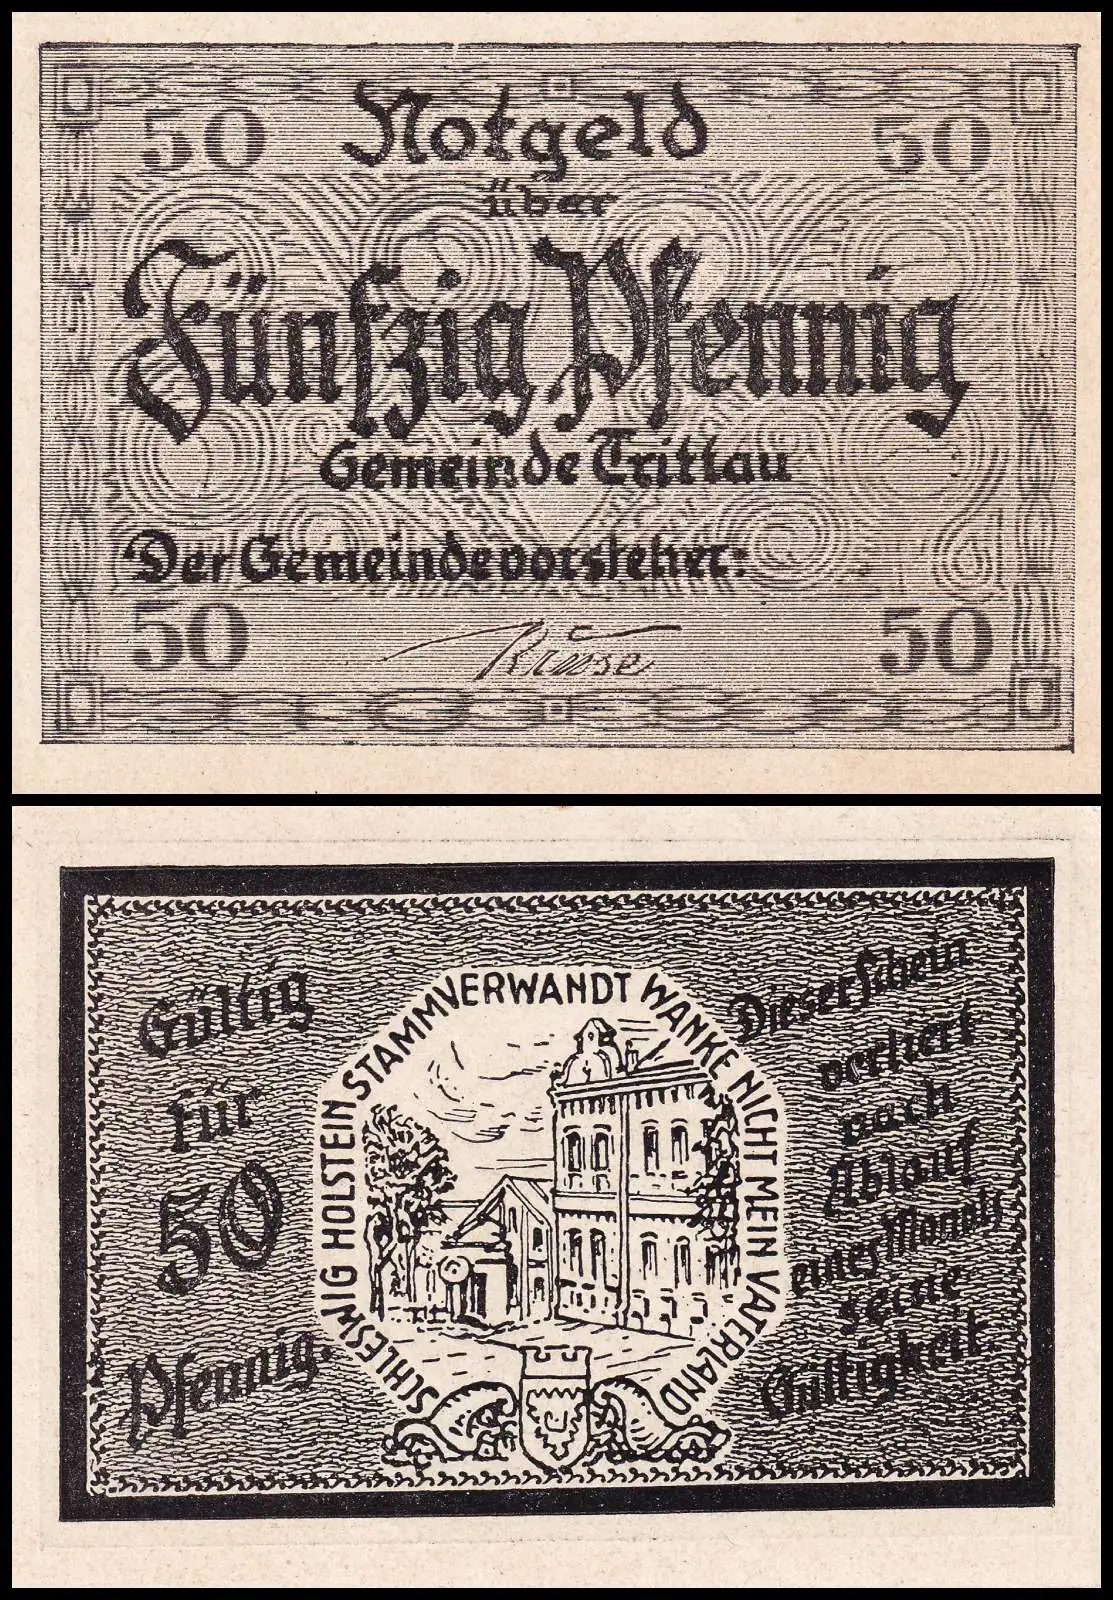 50 Notgeld 50
über
Fünfzig Pfennig
Gemeinde Trittau
Der Gemeindevorsteher:
50 Kruse 50
Gültig
für
50
Pfennig.
SCHLESWIG HOLSTEIN STAMMVERWANDT WANKE NICHT MEIN VATERLAND
Dieser Schein
verliert
nach
Ablauf
eines Monats
seine
Gültigkeit.